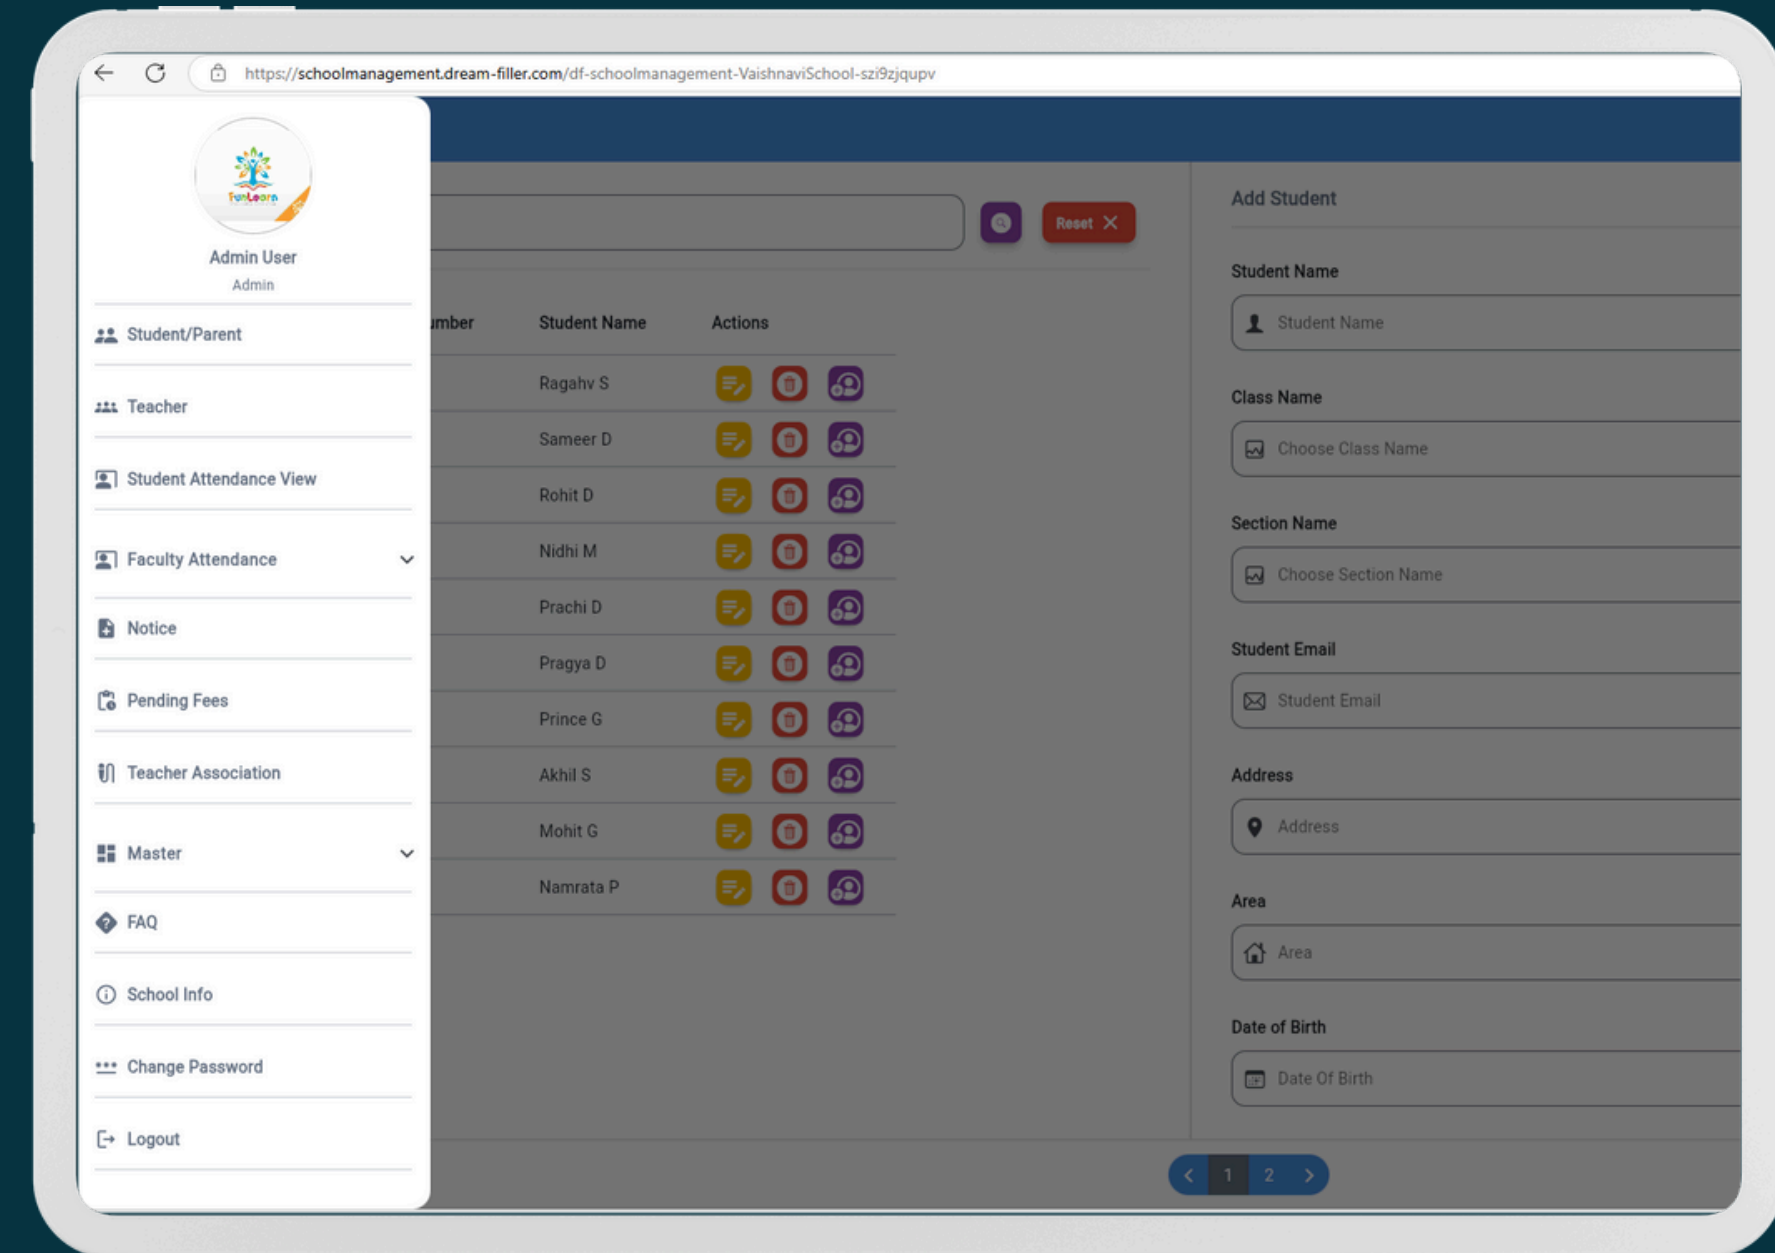 https://schoolmanagement.dream-filler.com/df-schoolmanagement-VaishnaviSchool-szi9zjqupv
FunLearn
Admin User
Admin
Student/Parent
Teacher
Student Attendance View
Faculty Attendance
Notice
Pending Fees
Teacher Association
Master
FAQ
School Info
Change Password
Logout
Reset
umber Student Name Actions
Ragahv S
Sameer D
Rohit D
Nidhi M
Prachi D
Pragya D
Prince G
Akhil S
Mohit G
Namrata P
Add Student
Student Name
Student Name
Class Name
Choose Class Name
Section Name
Choose Section Name
Student Email
Student Email
Address
Address
Area
Area
Date of Birth
Date Of Birth
1 2